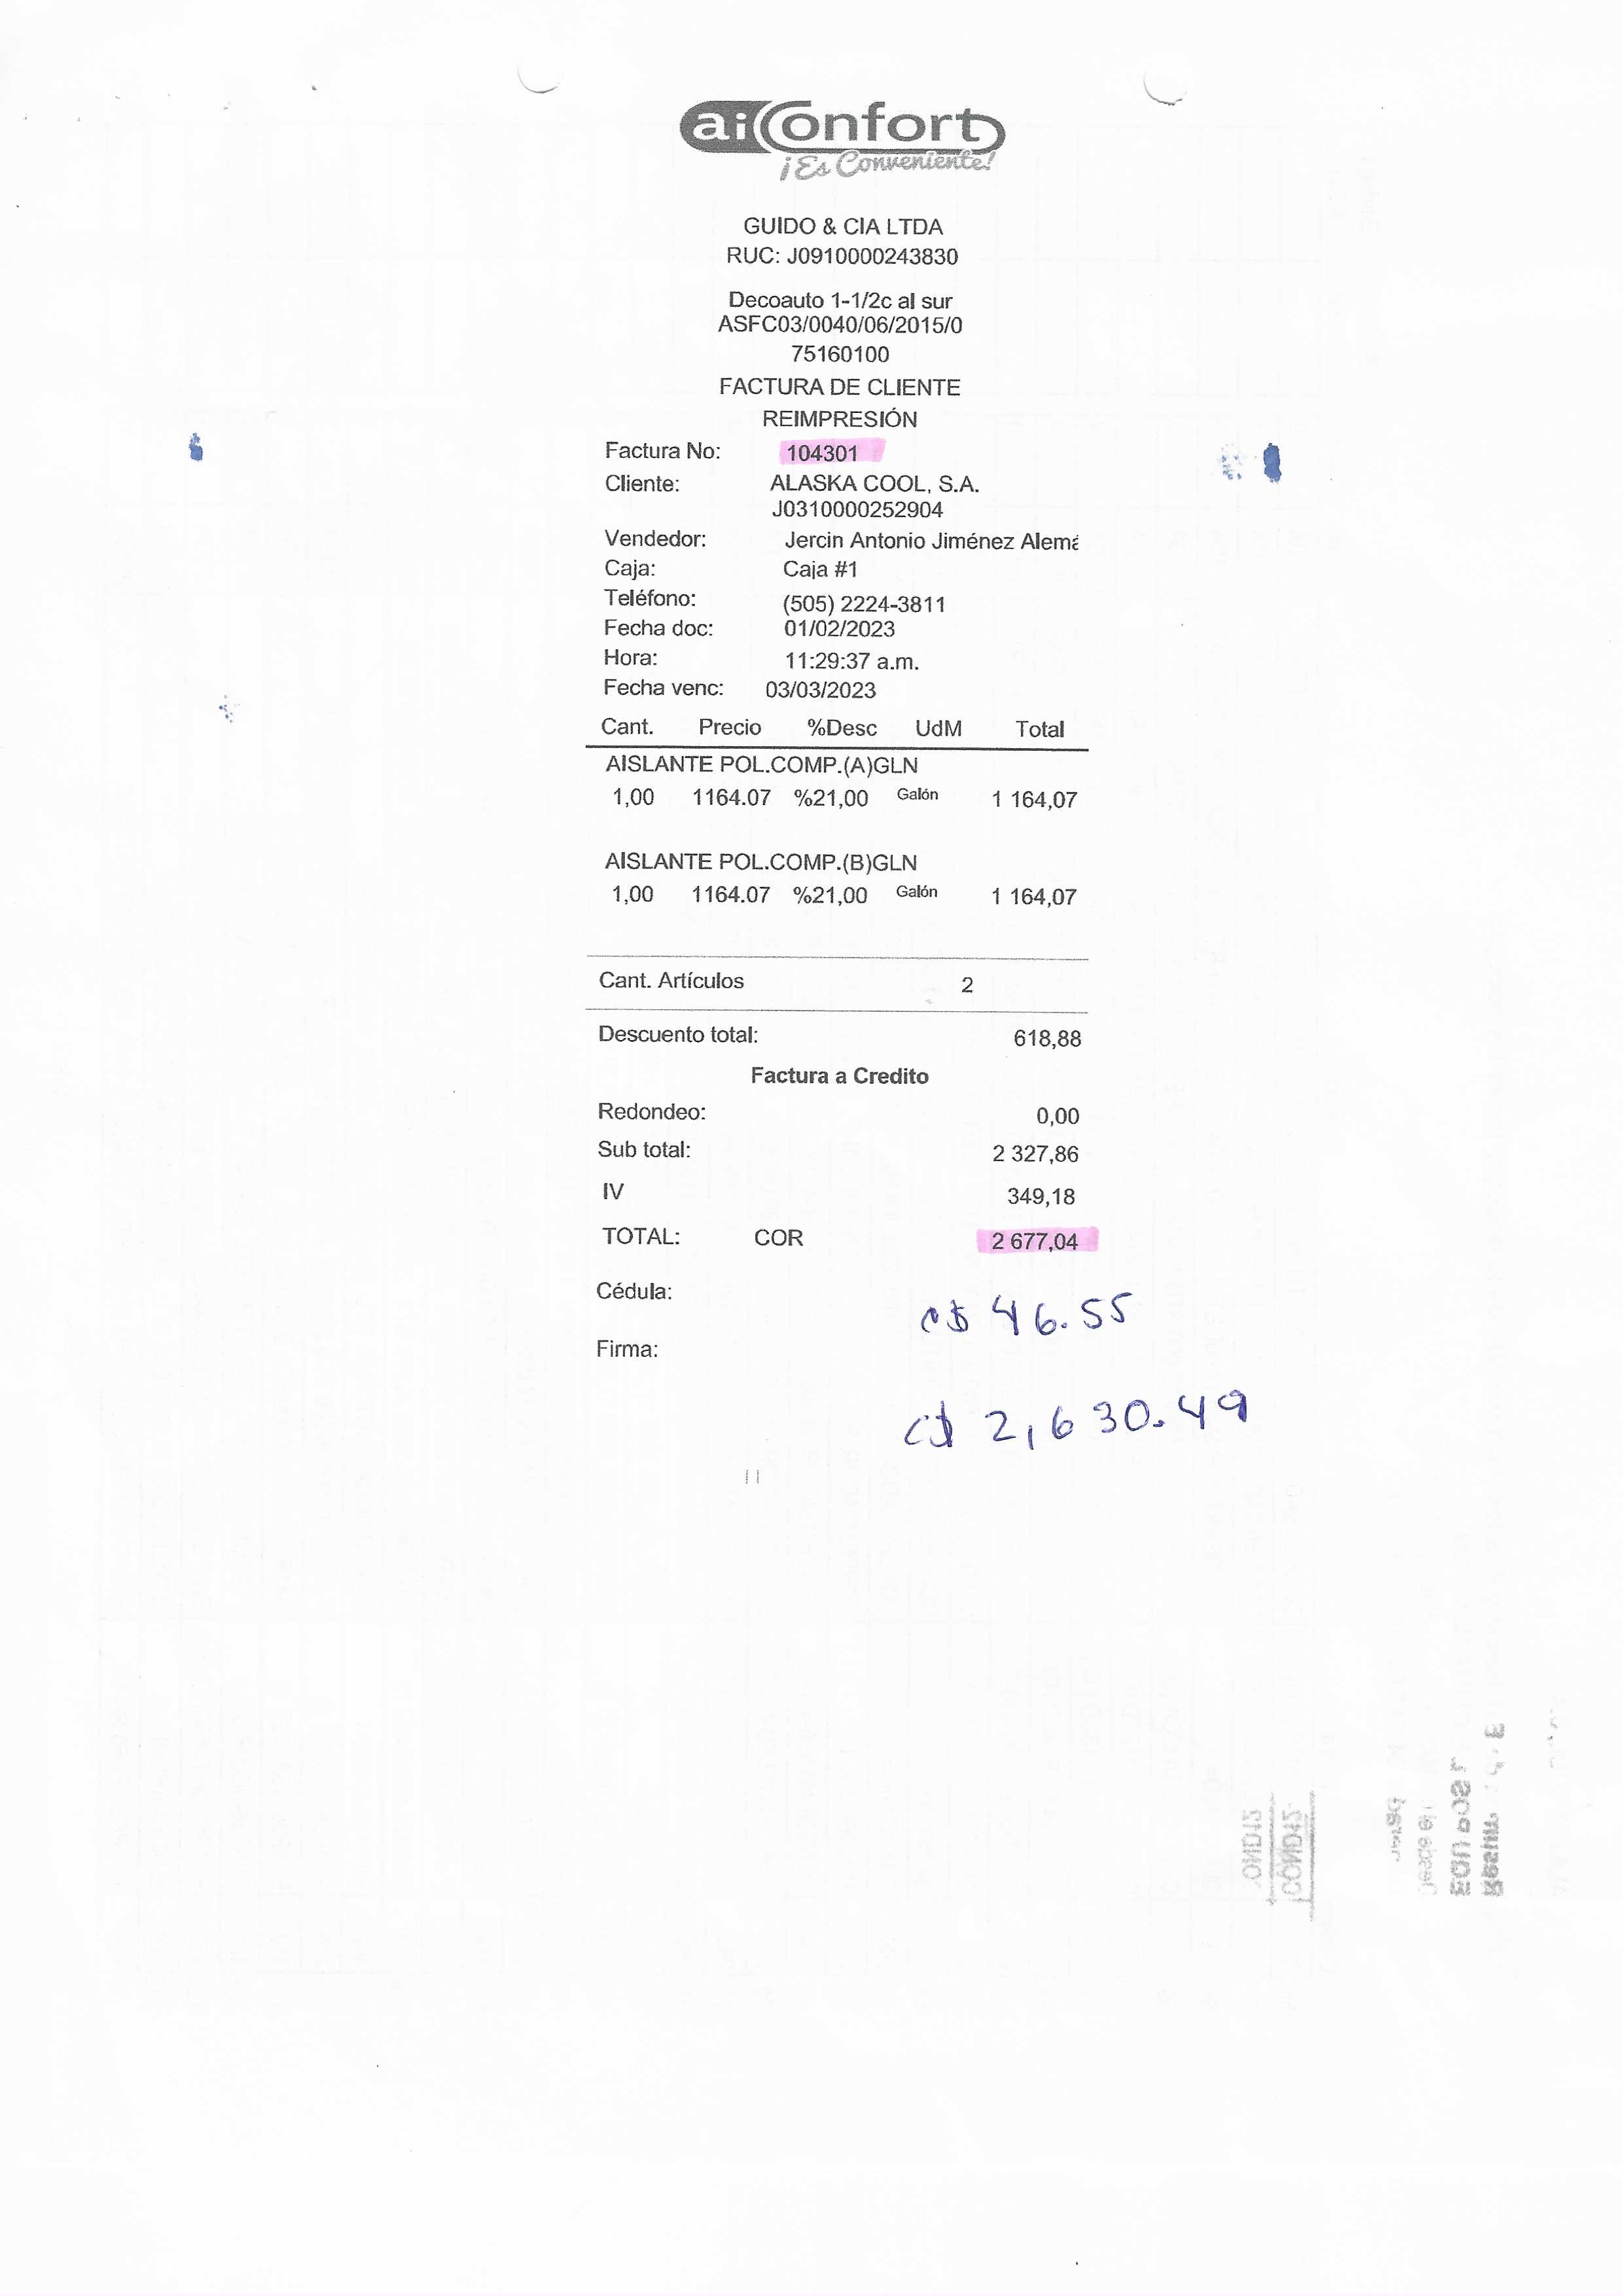 aiConfort
¡Es Conveniente!
GUIDO & CIA LTDA
RUC: J0910000243830
Decoauto 1-1/2c al sur
ASFC03/0040/06/2015/0
75160100
FACTURA DE CLIENTE
REIMPRESIÓN
Factura No: 104301
Cliente: ALASKA COOL, S.A.
J0310000252904
Vendedor: Jercin Antonio Jiménez Alemá
Caja: Caja #1
Teléfono: (505) 2224-3811
Fecha doc: 01/02/2023
Hora: 11:29:37 a.m.
Fecha venc: 03/03/2023
Cant. Precio %Desc UdM Total
AISLANTE POL.COMP.(A)GLN
1,00 1164.07 %21,00 Galón 1 164,07
AISLANTE POL.COMP.(B)GLN
1,00 1164.07 %21,00 Galón 1 164,07
Cant. Artículos 2
Descuento total: 618,88
Factura a Credito
Redondeo: 0,00
Sub total: 2 327,86
IV 349,18
TOTAL: COR 2 677,04
Cédula:
C$ 46.55
Firma:
C$ 2,630.49